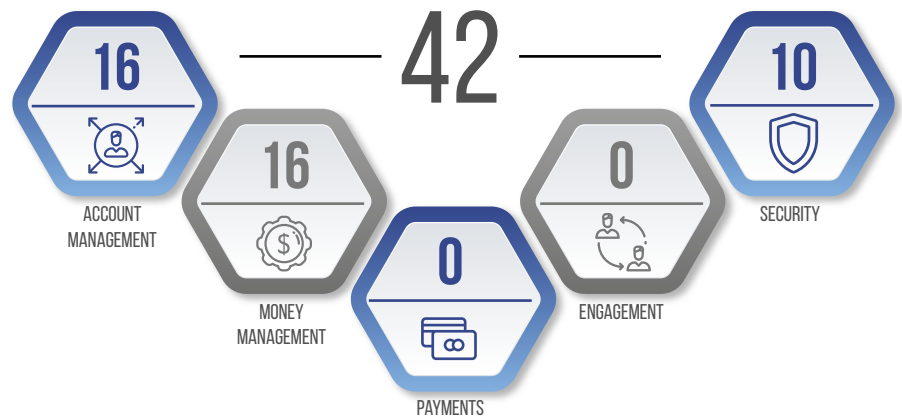 42
16
ACCOUNT
MANAGEMENT
16
$
MONEY
MANAGEMENT
0
PAYMENTS
0
ENGAGEMENT
10
SECURITY